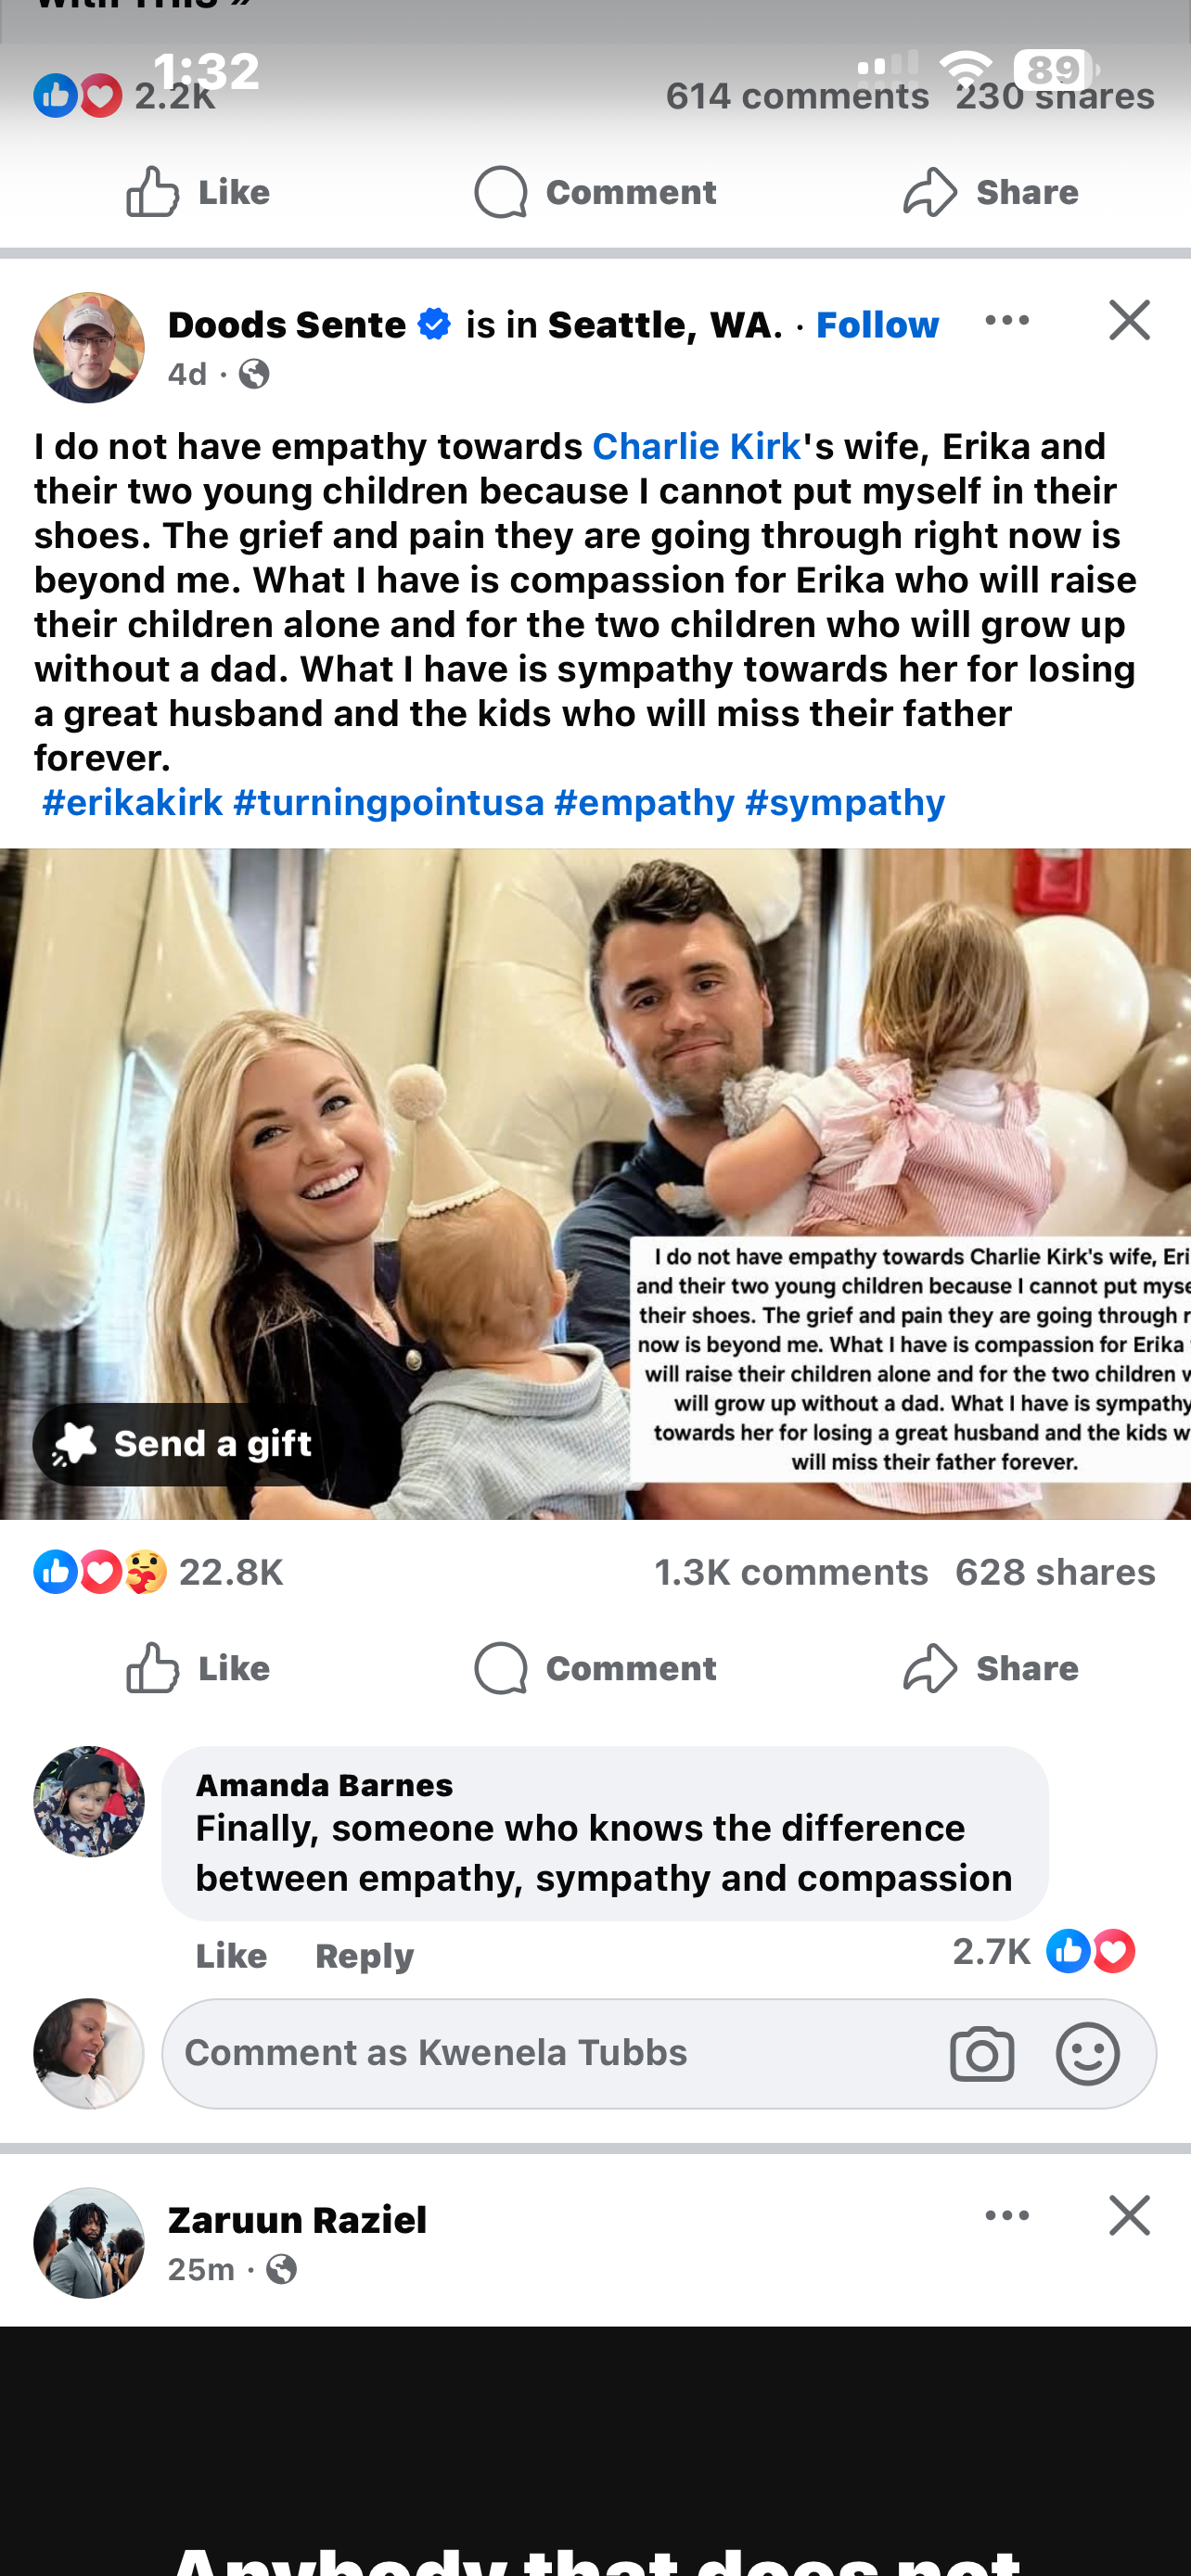 1:32
89
2.2K 614 comments 230 shares
Like Comment Share
Doods Sente is in Seattle, WA. · Follow
4d ·
I do not have empathy towards Charlie Kirk's wife, Erika and
their two young children because I cannot put myself in their
shoes. The grief and pain they are going through right now is
beyond me. What I have is compassion for Erika who will raise
their children alone and for the two children who will grow up
without a dad. What I have is sympathy towards her for losing
a great husband and the kids who will miss their father
forever.
#erikakirk #turningpointusa #empathy #sympathy
I do not have empathy towards Charlie Kirk's wife, Eri
and their two young children because I cannot put myse
their shoes. The grief and pain they are going through r
now is beyond me. What I have is compassion for Erika
will raise their children alone and for the two children w
will grow up without a dad. What I have is sympathy
towards her for losing a great husband and the kids w
will miss their father forever.
Send a gift
22.8K 1.3K comments 628 shares
Like Comment Share
Amanda Barnes
Finally, someone who knows the difference
between empathy, sympathy and compassion
Like Reply 2.7K
Comment as Kwenela Tubbs
Zaruun Raziel
25m ·
Anybody that does not